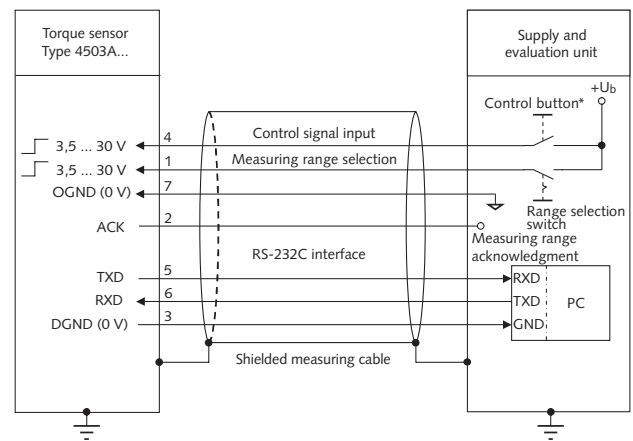 Torque sensor
Type 4503A...
Supply and
evaluation unit
+Ub
Control button*
3,5 ... 30 V
4
Control signal input
3,5 ... 30 V
1
Measuring range selection
OGND (0 V)
7
Range selection
switch
ACK
2
Measuring range
acknowledgment
RS-232C interface
TXD
5
RXD
RXD
6
TXD
PC
DGND (0 V)
3
GND
Shielded measuring cable